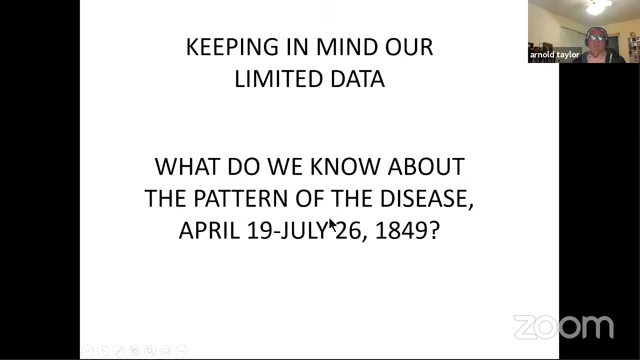 KEEPING IN MIND OUR
LIMITED DATA
WHAT DO WE KNOW ABOUT
THE PATTERN OF THE DISEASE,
APRIL 19-JULY 26, 1849?
arnold taylor
zoom